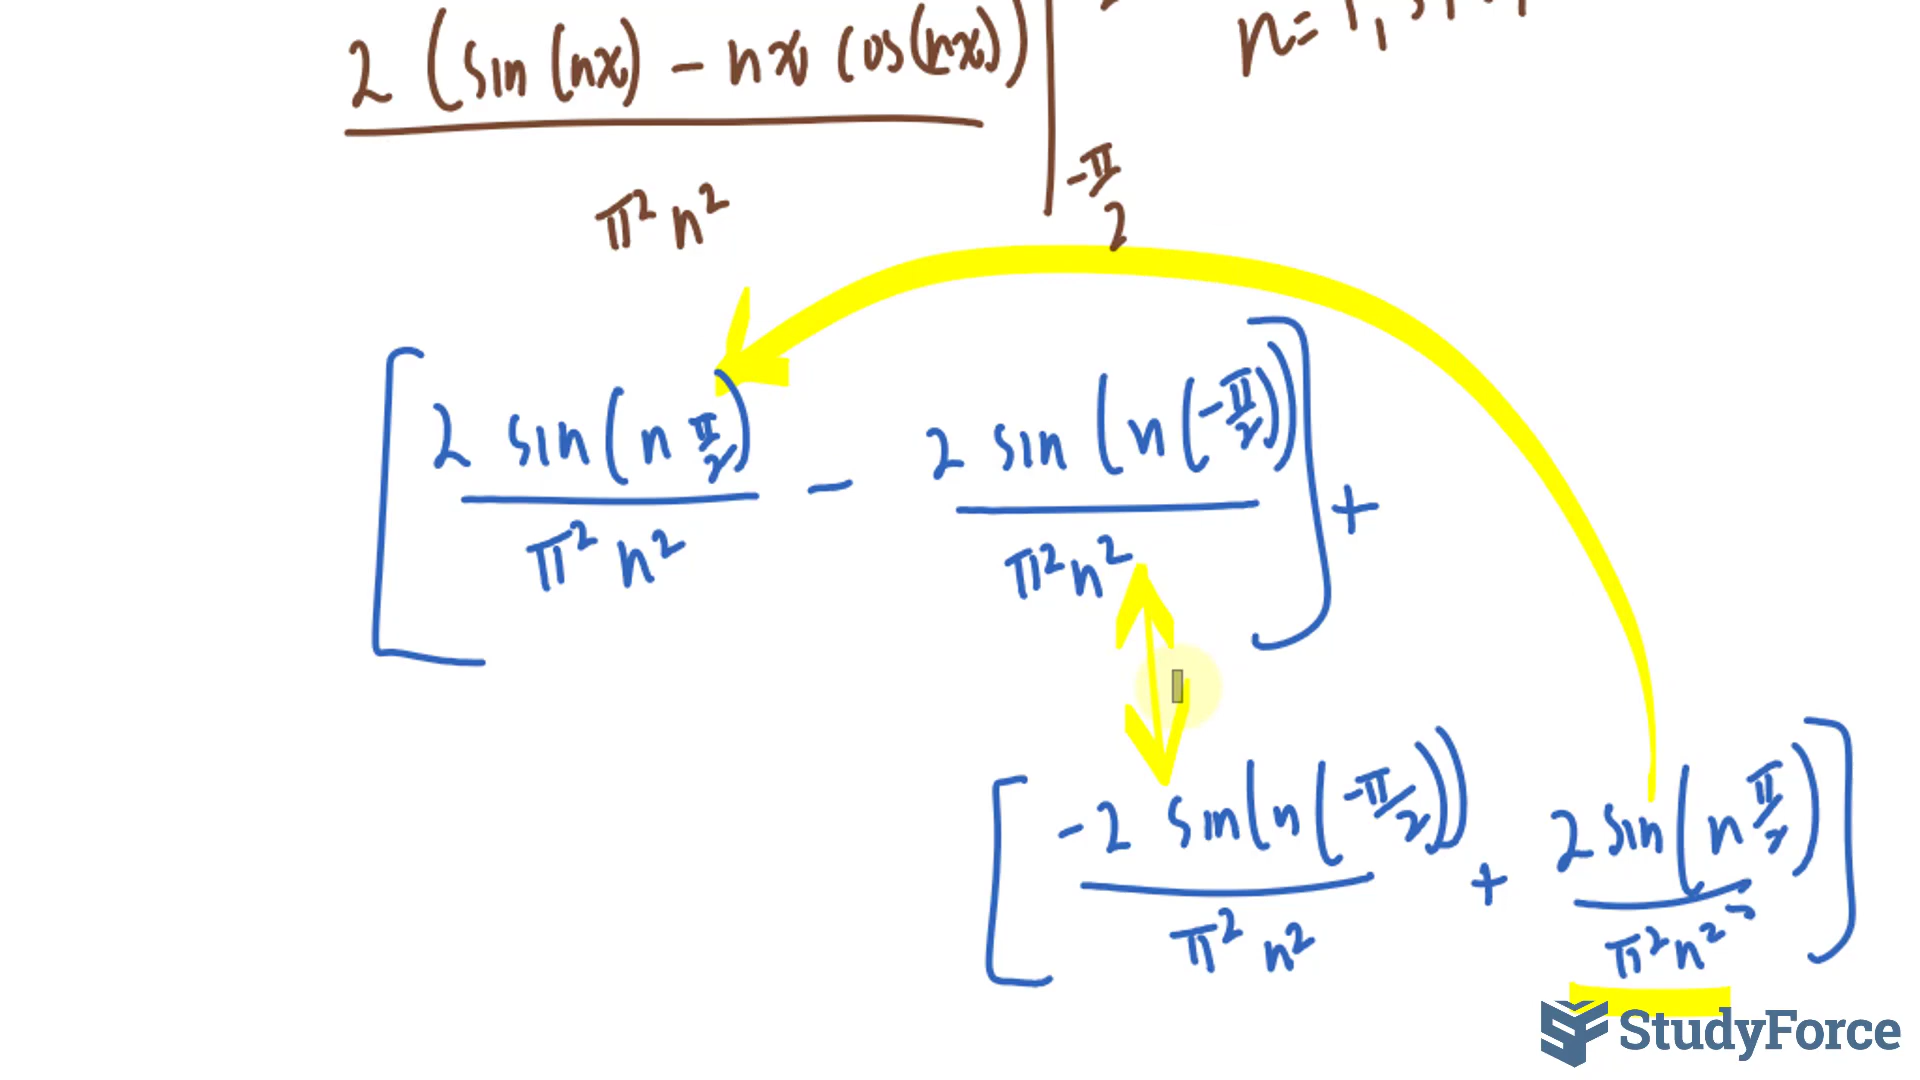 2 (sin(nx) - nx cos(nx))
n = 1, 3,
π² n²
-π/2
[ 2 sin(n π/2) / π² n² - 2 sin(n(-π/2)) / π² n² ] +
[ -2 sin(n(-π/2)) / π² n² + 2 sin(n π/2) / π² n² ]
StudyForce